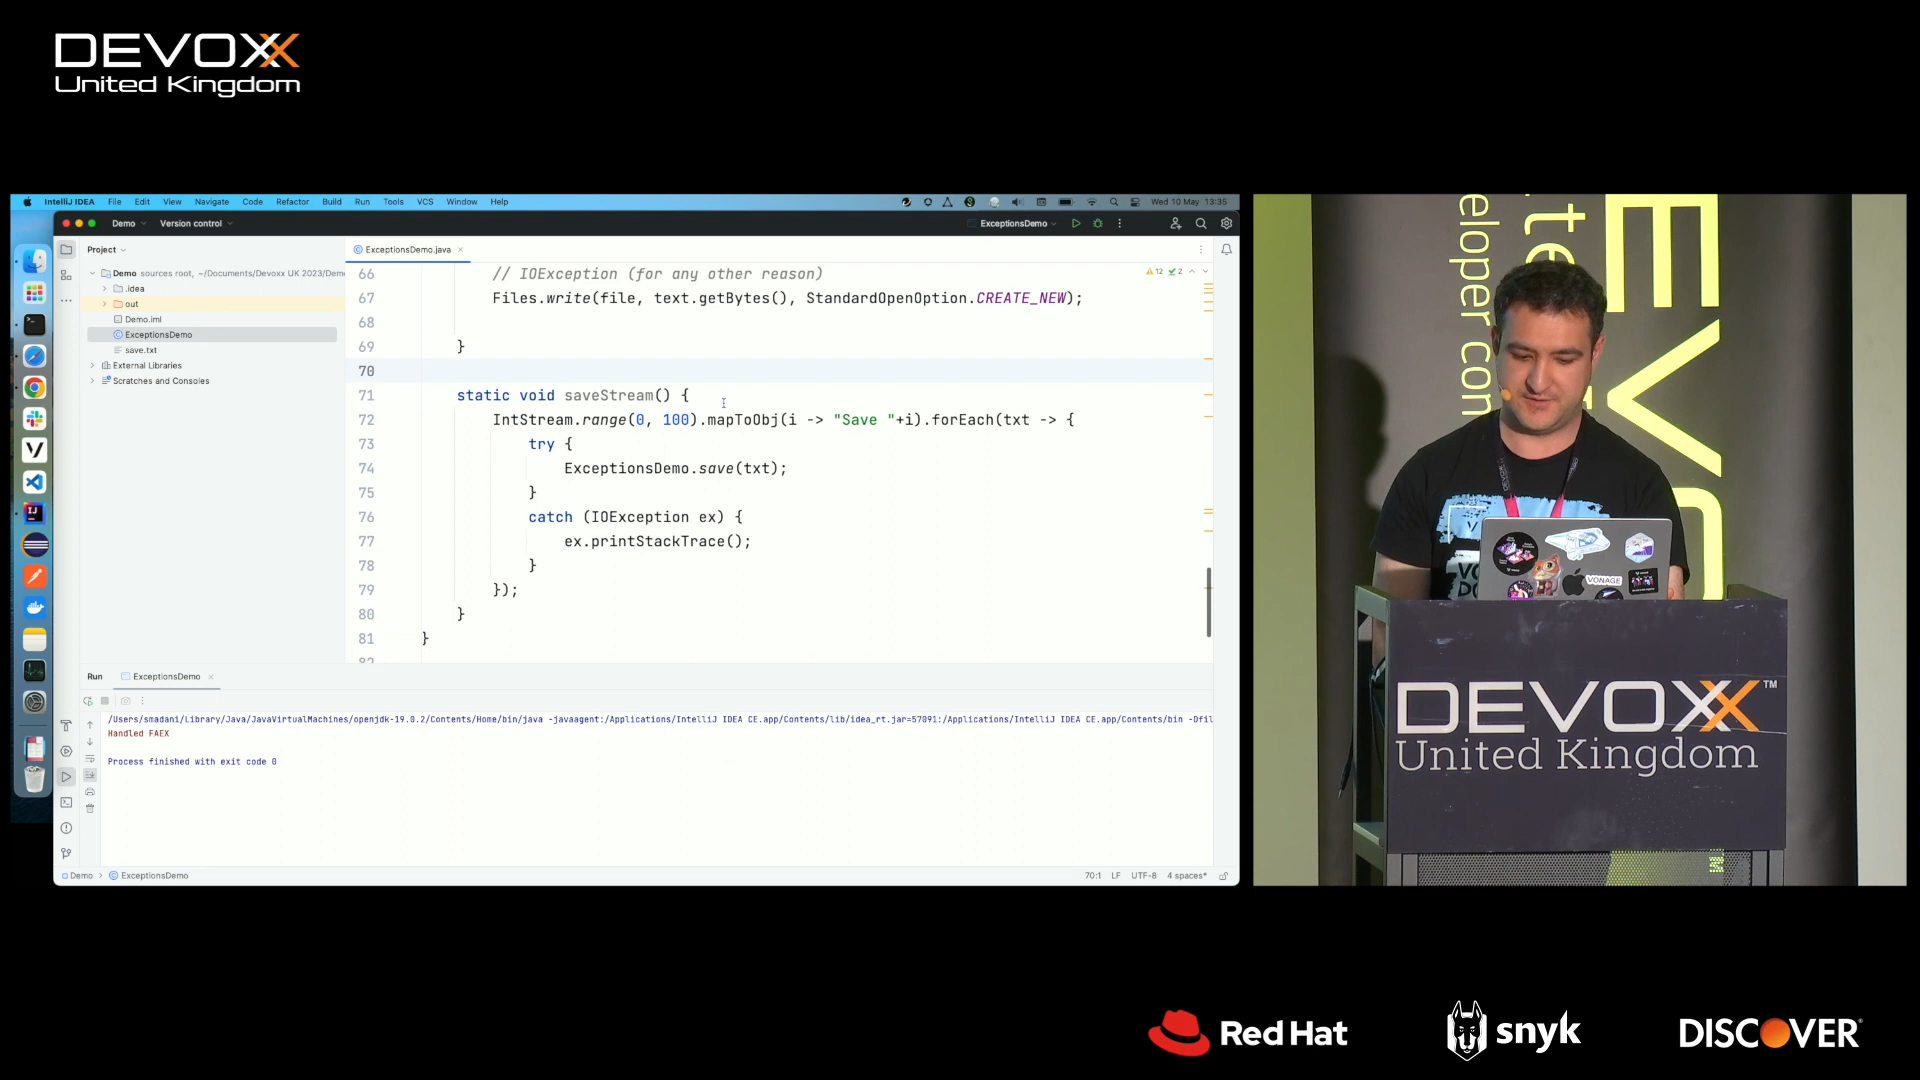 DEVOXX
United Kingdom
IntelliJ IDEA File Edit View Navigate Code Refactor Build Run Tools VCS Window Help
Wed 10 May 13:35
Demo Version control
ExceptionsDemo
Project
ExceptionsDemo.java
Demo sources root, ~/Documents/Devoxx UK 2023/Dem
.idea
out
Demo.iml
ExceptionsDemo
save.txt
External Libraries
Scratches and Consoles
12 2
66 // IOException (for any other reason)
67 Files.write(file, text.getBytes(), StandardOpenOption.CREATE_NEW);
68
69 }
70
71 static void saveStream() {
72 IntStream.range(0, 100).mapToObj(i -> "Save "+i).forEach(txt -> {
73 try {
74 ExceptionsDemo.save(txt);
75 }
76 catch (IOException ex) {
77 ex.printStackTrace();
78 }
79 });
80 }
81 }
82
Run ExceptionsDemo
/Users/smadani/Library/Java/JavaVirtualMachines/openjdk-19.0.2/Contents/Home/bin/java -javaagent:/Applications/IntelliJ IDEA CE.app/Contents/lib/idea_rt.jar=57091:/Applications/IntelliJ IDEA CE.app/Contents/bin -Dfil
Handled FAEX
Process finished with exit code 0
Demo ExceptionsDemo
70:1 LF UTF-8 4 spaces*
VONAGE
DEVOXX™
United Kingdom
Red Hat
snyk
DISCOVER